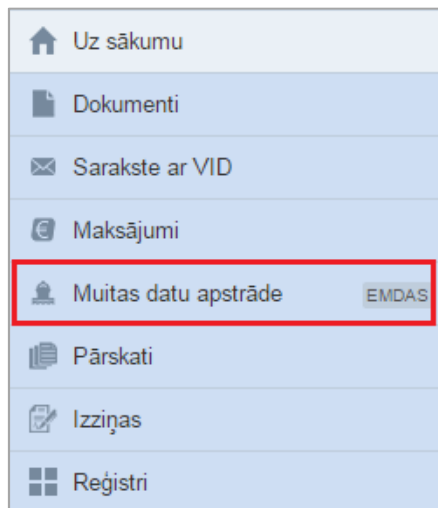 Uz sākumu
Dokumenti
Sarakste ar VID
Maksājumi
Muitas datu apstrāde EMDAS
Pārskati
Izziņas
Reģistri